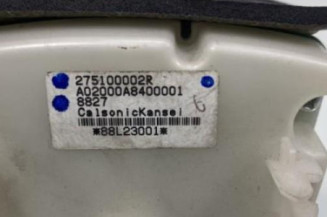 275100002R
A02000A8400001
8827
CalsonicKansei
*88L23001*